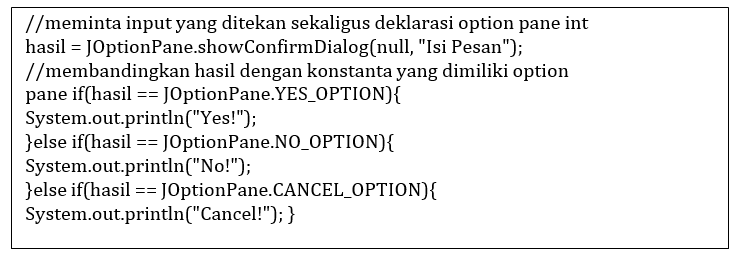 //meminta input yang ditekan sekaligus deklarasi option pane int
hasil = JOptionPane.showConfirmDialog(null, "Isi Pesan");
//membandingkan hasil dengan konstanta yang dimiliki option
pane if(hasil == JOptionPane.YES_OPTION){
System.out.println("Yes!");
}else if(hasil == JOptionPane.NO_OPTION){
System.out.println("No!");
}else if(hasil == JOptionPane.CANCEL_OPTION){
System.out.println("Cancel!"); }